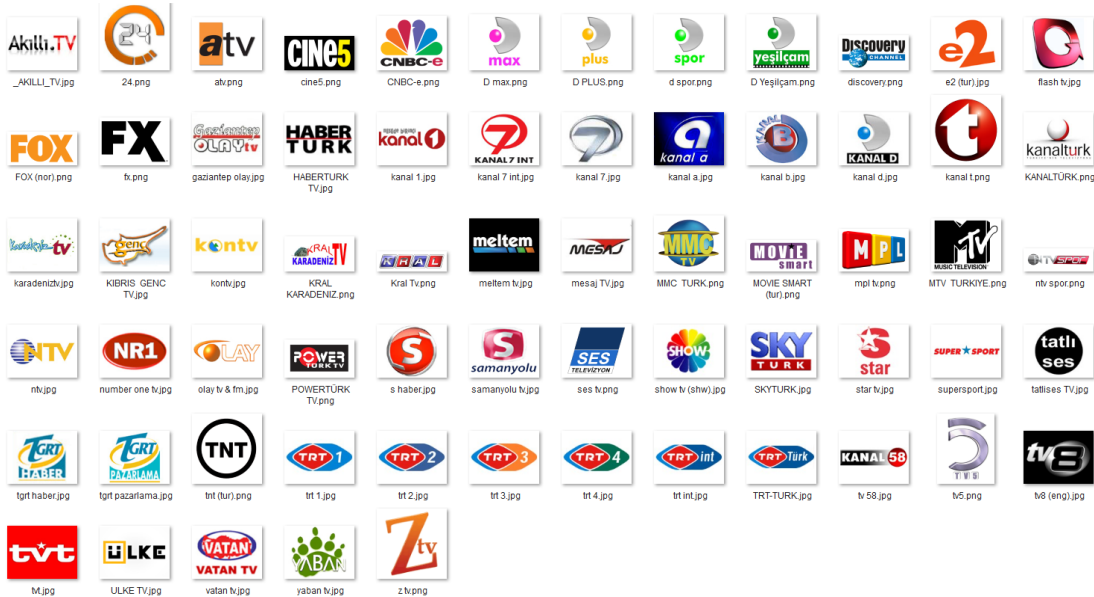 Akıllı.TV
_AKILLI_TV.jpg
24
24.png
atv
atv.png
CINE5
cine5.png
CNBC-e
CNBC-e.png
max
D max.png
plus
D PLUS.png
spor
d spor.png
yeşilçam
D Yeşilçam.png
Discovery
CHANNEL
discovery.png
e2
e2 (tur).jpg
flash tv.jpg
FOX
FOX (nor).png
FX
fx.png
Gaziantep
OLAY tv
gaziantep olay.jpg
HABER
TURK
HABERTURK
TV.jpg
kanal 1
kanal 1.jpg
7
KANAL 7 INT
kanal 7 int.jpg
7
kanal 7.jpg
a
kanal a
kanal a.jpg
KANAL
B
kanal b.jpg
KANAL D
kanal d.jpg
t
kanal t.png
kanaltürk
KANALTÜRK.png
Karadeniz tv
karadeniztv.jpg
genç
KIBRIS GENC
TV.jpg
kontv
kontv.jpg
KRAL
KARADENİZ TV
KRAL
KARADENIZ.png
KRAL
Kral Tv.png
meltem
meltem tv.jpg
MESAJ
mesaj TV.jpg
MMC
TV
MMC TURK.png
MOViE
smart
MOVIE SMART
(tur).png
MPL
mpl tv.png
MTV
MUSIC TELEVISION
MTV TURKIYE.png
NTVSPOR
ntv spor.png
NTV
ntv.jpg
NR1
number one tv.jpg
OLAY
olay tv & fm.jpg
POWER
TÜRK TV
POWERTÜRK
TV.png
S
s haber.jpg
S
samanyolu
samanyolu tv.jpg
SES
TELEVİZYON
ses tv.png
SHOW
show tv (shw).jpg
SKY
TURK
SKYTURK.jpg
star
star tv.jpg
SUPER SPORT
supersport.jpg
tatlı
ses
tatlises TV.jpg
TGRT
HABER
tgrt haber.jpg
TGRT
PAZARLAMA
tgrt pazarlama.jpg
TNT
tnt (tur).png
TRT 1
trt 1.jpg
TRT 2
trt 2.jpg
TRT 3
trt 3.jpg
TRT 4
trt 4.jpg
TRT int
trt int.jpg
TRT Türk
TRT-TURK.jpg
KANAL 58
tv 58.jpg
TV5
tv5.png
tv8
tv8 (eng).jpg
tvt
tvt.jpg
ÜLKE
ULKE TV.jpg
VATAN
VATAN TV
vatan tv.jpg
YABAN
yaban tv.jpg
Z tv
z tv.png